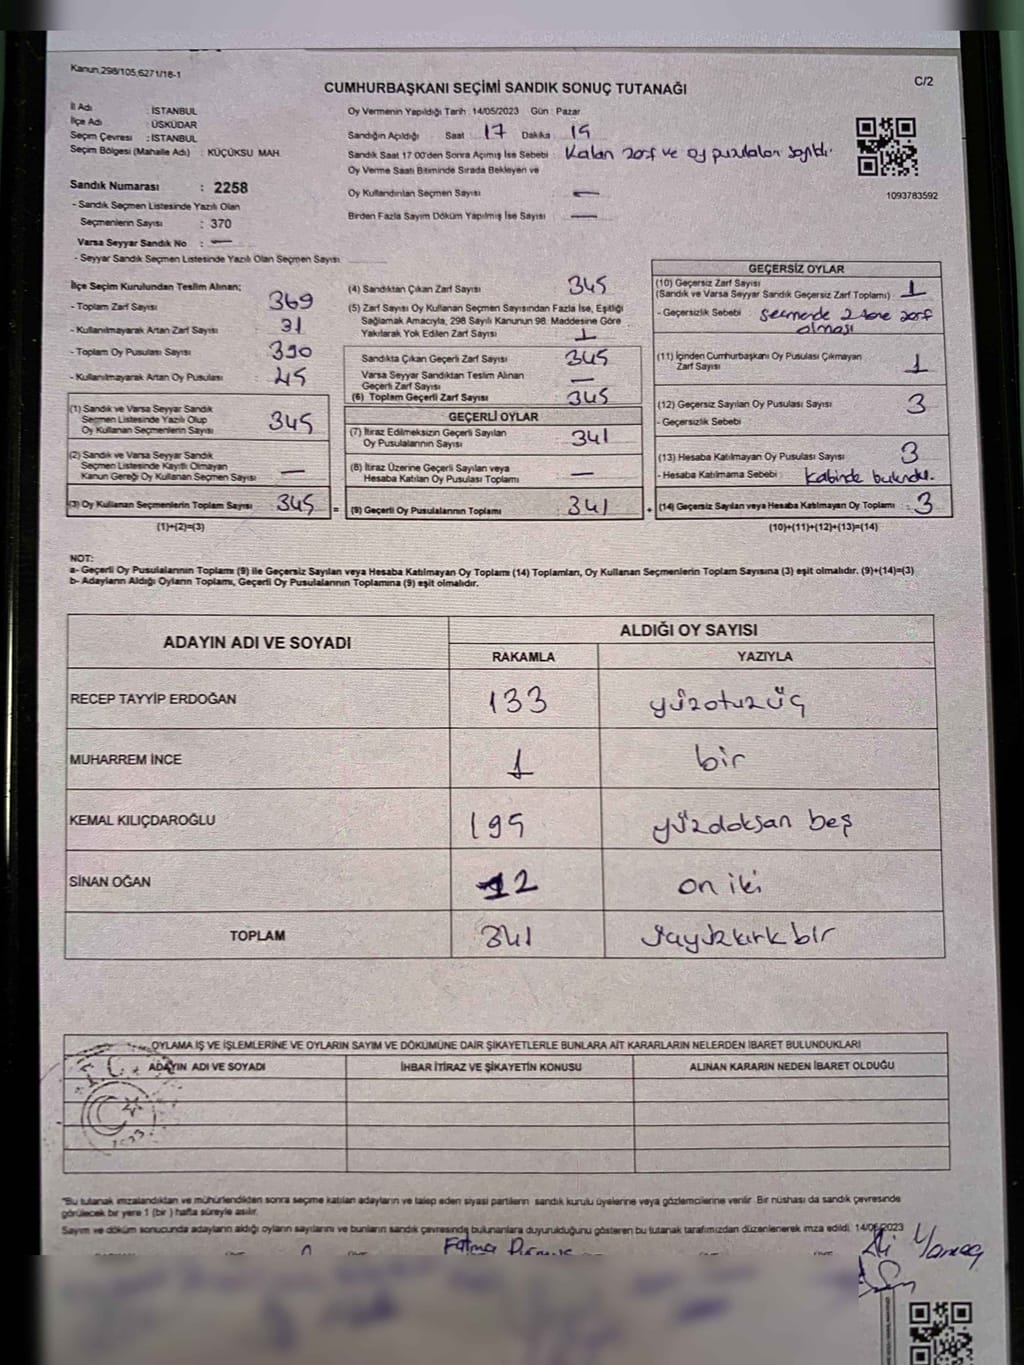 Kanun,298/105,6271/18-1
C/2
CUMHURBAŞKANI SEÇİMİ SANDIK SONUÇ TUTANAĞI
İl Adı : İSTANBUL
İlçe Adı : ÜSKÜDAR
Seçim Çevresi : İSTANBUL
Seçim Bölgesi (Mahalle Adı) : KÜÇÜKSU MAH.
Oy Vermenin Yapıldığı Tarih : 14/05/2023 Gün : Pazar
Sandığın Açıldığı Saat 17 Dakika 15
Sandık Saat 17:00'den Sonra Açılmış İse Sebebi : Kalan zarf ve oy pusulaları sayıldı.
Oy Verme Saati Bitiminde Sırada Bekleyen ve
Oy Kullandırılan Seçmen Sayısı —
Birden Fazla Sayım Döküm Yapılmış İse Sayısı —
1093783592
Sandık Numarası : 2258
- Sandık Seçmen Listesinde Yazılı Olan
Seçmenlerin Sayısı : 370
Varsa Seyyar Sandık No : —
- Seyyar Sandık Seçmen Listesinde Yazılı Olan Seçmen Sayısı
İlçe Seçim Kurulundan Teslim Alınan;
- Toplam Zarf Sayısı 369
- Kullanılmayarak Artan Zarf Sayısı : 31
- Toplam Oy Pusulası Sayısı : 390
- Kullanılmayarak Artan Oy Pusulası : 45
(1) Sandık ve Varsa Seyyar Sandık
Seçmen Listesinde Yazılı Olup
Oy Kullanan Seçmenlerin Sayısı 345
(2) Sandık ve Varsa Seyyar Sandık
Seçmen Listesinde Kayıtlı Olmayan
Kanun Gereği Oy Kullanan Seçmen Sayısı —
(3) Oy Kullanan Seçmenlerin Toplam Sayısı 345 =
(1)+(2)=(3)
(4) Sandıktan Çıkan Zarf Sayısı 345
(5) Zarf Sayısı Oy Kullanan Seçmen Sayısından Fazla İse, Eşitliği
Sağlamak Amacıyla, 298 Sayılı Kanunun 98. Maddesine Göre
Yakılarak Yok Edilen Zarf Sayısı : 1
Sandıkta Çıkan Geçerli Zarf Sayısı 345
Varsa Seyyar Sandıktan Teslim Alınan
Geçerli Zarf Sayısı —
(6) Toplam Geçerli Zarf Sayısı 345
GEÇERLİ OYLAR
(7) İtiraz Edilmeksizin Geçerli Sayılan
Oy Pusulalarının Sayısı 341
(8) İtiraz Üzerine Geçerli Sayılan veya
Hesaba Katılan Oy Pusulası Toplamı —
(9) Geçerli Oy Pusulalarının Toplamı 341 +
GEÇERSİZ OYLAR
(10) Geçersiz Zarf Sayısı
(Sandık ve Varsa Seyyar Sandık Geçersiz Zarf Toplamı) : 1
- Geçersizlik Sebebi : seçmende 2 tane zarf
olması
(11) İçinden Cumhurbaşkanı Oy Pusulası Çıkmayan
Zarf Sayısı 1
(12) Geçersiz Sayılan Oy Pusulası Sayısı 3
- Geçersizlik Sebebi
(13) Hesaba Katılmayan Oy Pusulası Sayısı : 3
- Hesaba Katılmama Sebebi : Kabinde bulundu.
(14) Geçersiz Sayılan veya Hesaba Katılmayan Oy Toplamı : 3
(10)+(11)+(12)+(13)=(14)
NOT:
a- Geçerli Oy Pusulalarının Toplamı (9) ile Geçersiz Sayılan veya Hesaba Katılmayan Oy Toplamı (14) Toplamları, Oy Kullanan Seçmenlerin Toplam Sayısına (3) eşit olmalıdır. (9)+(14)=(3)
b- Adayların Aldığı Oyların Toplamı, Geçerli Oy Pusulalarının Toplamına (9) eşit olmalıdır.
ADAYIN ADI VE SOYADI
ALDIĞI OY SAYISI
RAKAMLA YAZIYLA
RECEP TAYYİP ERDOĞAN 133 yüzotuzüç
MUHARREM İNCE 1 bir
KEMAL KILIÇDAROĞLU 195 yüzdoksan beş
SİNAN OĞAN 12 on iki
TOPLAM 341 üçyüzkırkbir
OYLAMA İŞ VE İŞLEMLERİNE VE OYLARIN SAYIM VE DÖKÜMÜNE DAİR ŞİKAYETLERLE BUNLARA AİT KARARLARIN NELERDEN İBARET BULUNDUKLARI
ADAYIN ADI VE SOYADI İHBAR İTİRAZ VE ŞİKAYETİN KONUSU ALINAN KARARIN NEDEN İBARET OLDUĞU
"Bu tutanak imzalandıktan ve mühürlendikten sonra seçime katılan adayların ve talep eden siyasi partilerin sandık kurulu üyelerine veya gözlemcilerine verilir. Bir nüshası da sandık çevresinde
görülecek bir yere 1 (bir ) hafta süreyle asılır.
Sayım ve döküm sonucunda adayların aldığı oyların sayılarını ve bunların sandık çevresinde bulunanlara duyurulduğunu gösteren bu tutanak tarafımızdan düzenlenerek imza edildi. 14/05/2023
Fatma